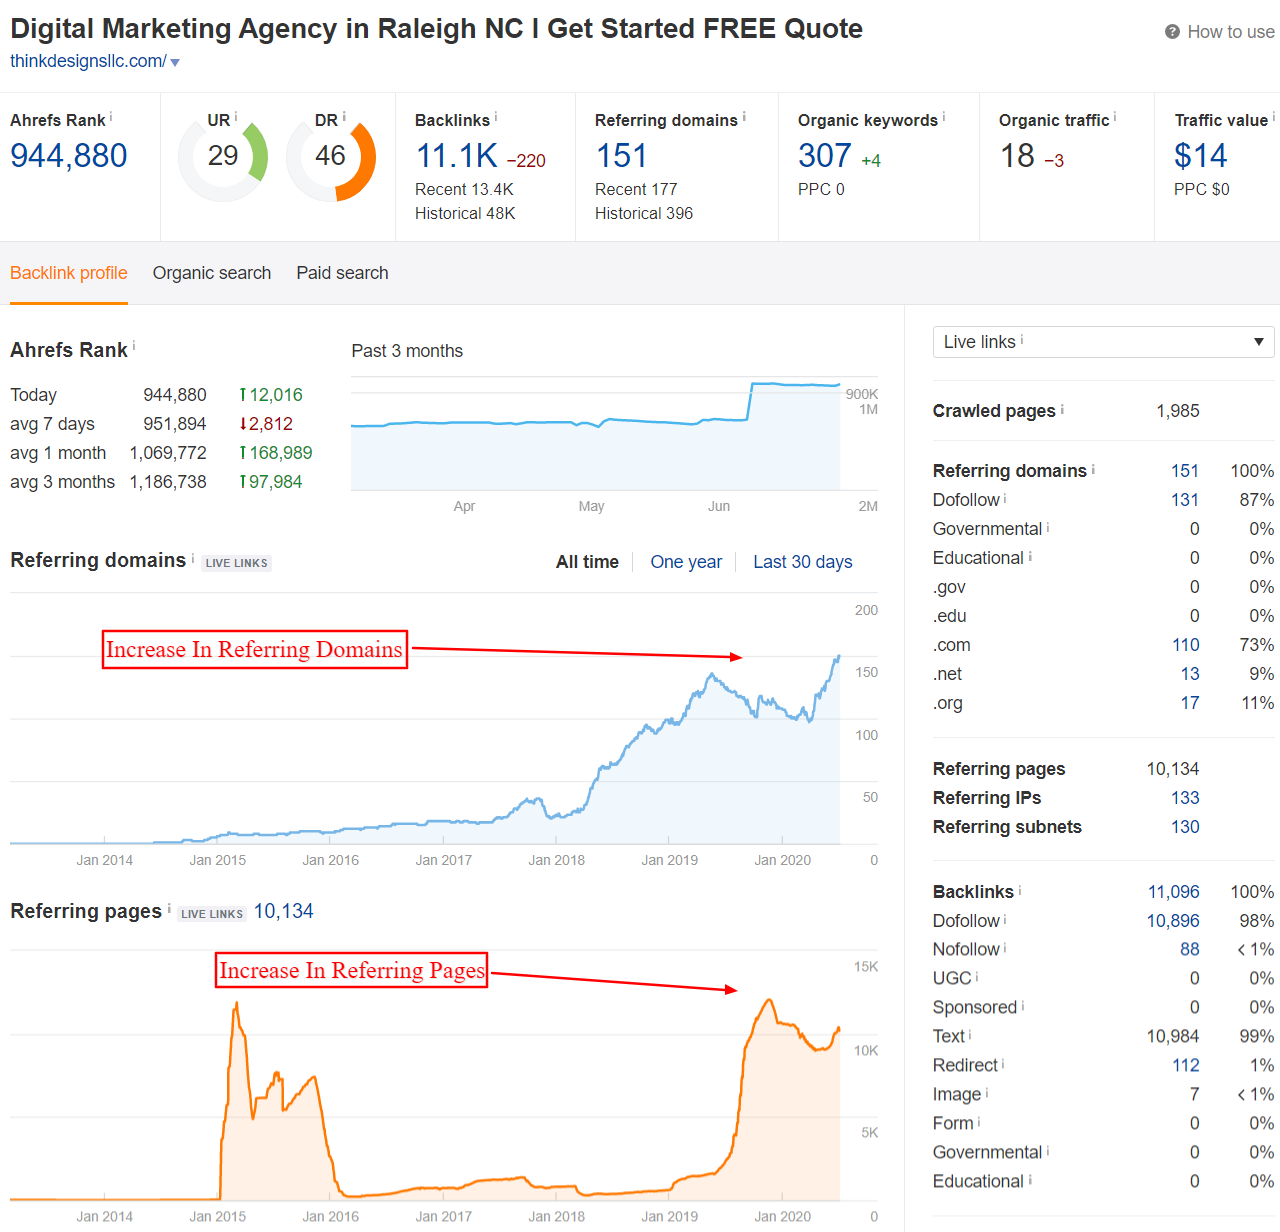 Digital Marketing Agency in Raleigh NC I Get Started FREE Quote
? How to use
thinkdesignsllc.com/ ▾
Ahrefs Rank i
944,880
UR i
29
DR i
46
Backlinks i
11.1K −220
Recent 13.4K
Historical 48K
Referring domains i
151
Recent 177
Historical 396
Organic keywords i
307 +4
PPC 0
Organic traffic i
18 −3
Traffic value i
$14
PPC $0
Backlink profile Organic search Paid search
Ahrefs Rank i
Today 944,880 ↑12,016
avg 7 days 951,894 ↓2,812
avg 1 month 1,069,772 ↑168,989
avg 3 months 1,186,738 ↑97,984
Past 3 months
900K
1M
2M
Apr May Jun
Referring domains i LIVE LINKS
All time One year Last 30 days
Increase In Referring Domains
200
150
100
50
0
Jan 2014 Jan 2015 Jan 2016 Jan 2017 Jan 2018 Jan 2019 Jan 2020
Referring pages i LIVE LINKS 10,134
Increase In Referring Pages
15K
10K
5K
0
Jan 2014 Jan 2015 Jan 2016 Jan 2017 Jan 2018 Jan 2019 Jan 2020
Live links i ▼
Crawled pages i 1,985
Referring domains i 151 100%
Dofollow i 131 87%
Governmental i 0 0%
Educational i 0 0%
.gov 0 0%
.edu 0 0%
.com 110 73%
.net 13 9%
.org 17 11%
Referring pages 10,134
Referring IPs 133
Referring subnets 130
Backlinks i 11,096 100%
Dofollow i 10,896 98%
Nofollow i 88 < 1%
UGC i 0 0%
Sponsored i 0 0%
Text i 10,984 99%
Redirect i 112 1%
Image i 7 < 1%
Form i 0 0%
Governmental i 0 0%
Educational i 0 0%